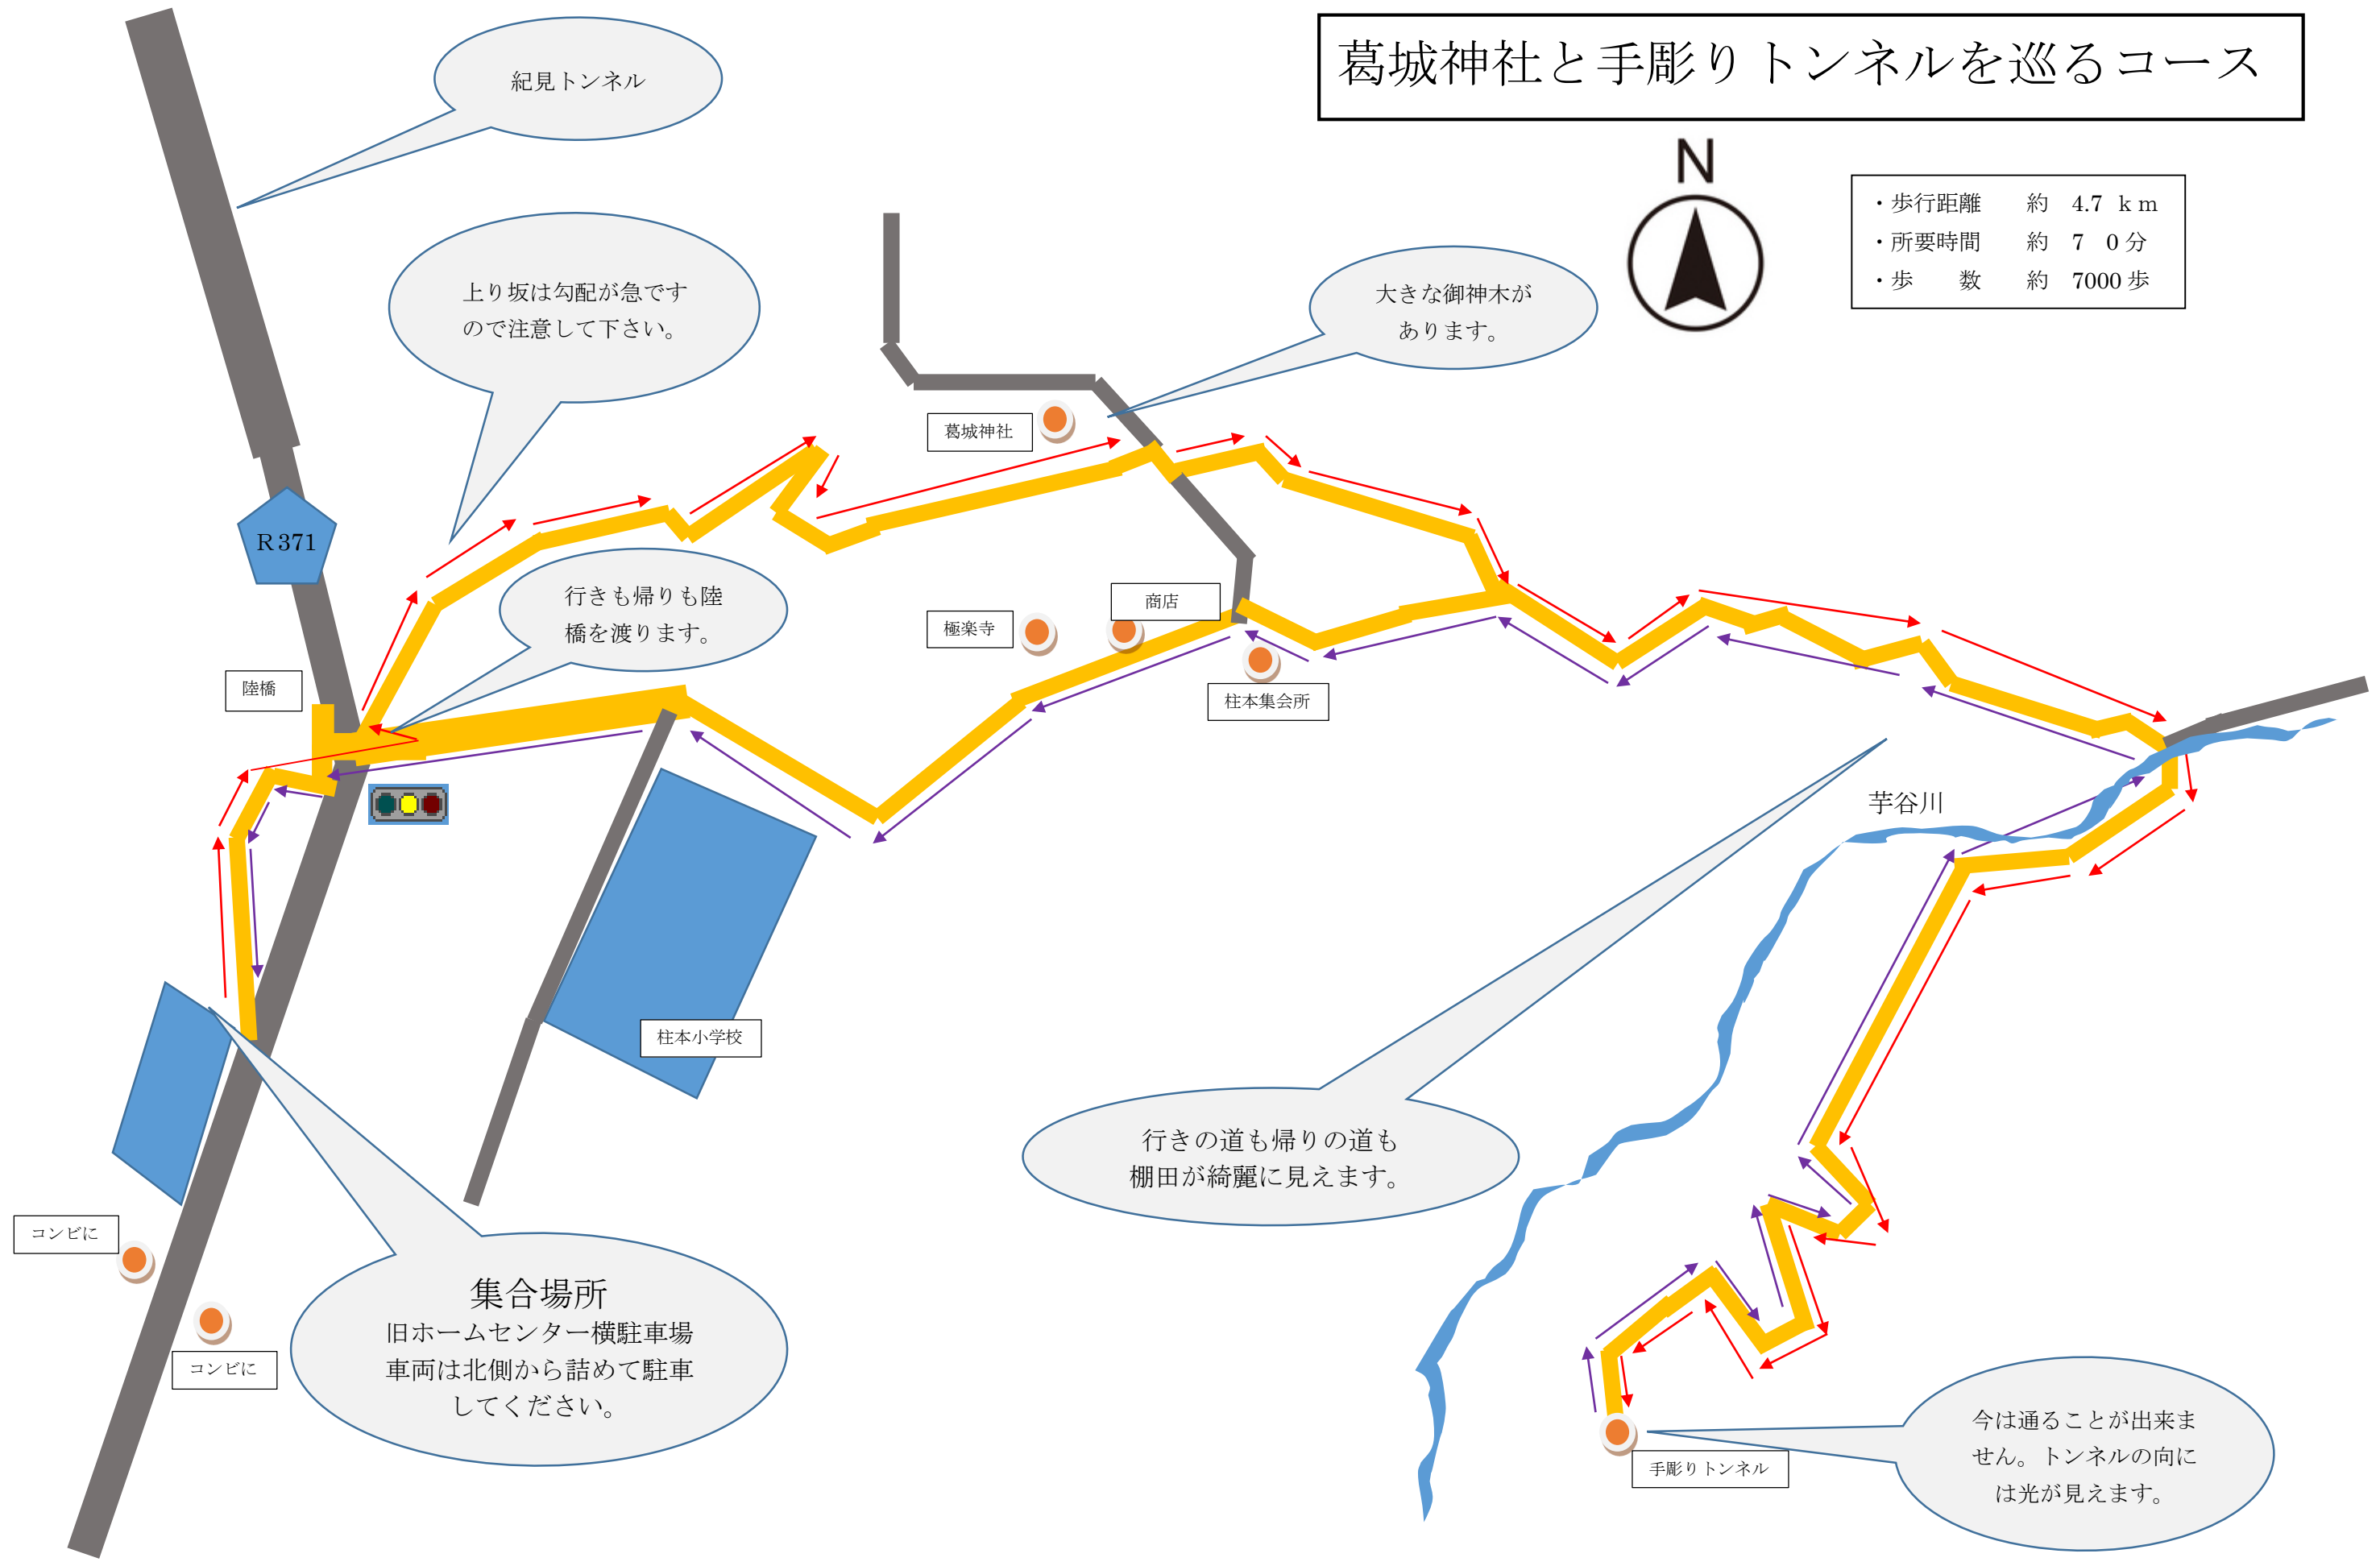 葛城神社と手彫りトンネルを巡るコース
紀見トンネル
N
・歩行距離　　約　4.7　ｋｍ
・所要時間　　約　7　0 分
・歩　　数　　約　7000 歩
上り坂は勾配が急です
ので注意して下さい。
大きな御神木が
あります。
葛城神社
Ｒ371
行きも帰りも陸
橋を渡ります。
商店
極楽寺
陸橋
柱本集会所
芋谷川
柱本小学校
行きの道も帰りの道も
棚田が綺麗に見えます。
コンビに
コンビに
集合場所
旧ホームセンター横駐車場
車両は北側から詰めて駐車
してください。
今は通ることが出来ま
せん。トンネルの向に
は光が見えます。
手彫りトンネル